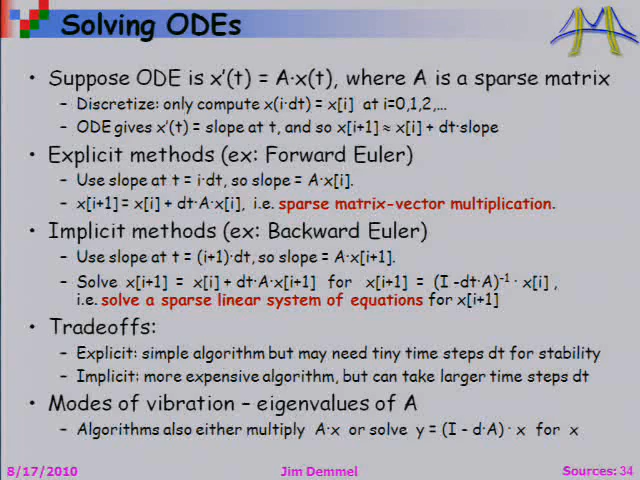 Solving ODEs
• Suppose ODE is x'(t) = A·x(t), where A is a sparse matrix
– Discretize: only compute x(i·dt) = x[i] at i=0,1,2,…
– ODE gives x'(t) = slope at t, and so x[i+1] ≈ x[i] + dt·slope
• Explicit methods (ex: Forward Euler)
– Use slope at t = i·dt, so slope = A·x[i].
– x[i+1] = x[i] + dt·A·x[i], i.e. sparse matrix-vector multiplication.
• Implicit methods (ex: Backward Euler)
– Use slope at t = (i+1)·dt, so slope = A·x[i+1].
– Solve x[i+1] = x[i] + dt·A·x[i+1] for x[i+1] = (I -dt·A)⁻¹ · x[i] ,
i.e. solve a sparse linear system of equations for x[i+1]
• Tradeoffs:
– Explicit: simple algorithm but may need tiny time steps dt for stability
– Implicit: more expensive algorithm, but can take larger time steps dt
• Modes of vibration – eigenvalues of A
– Algorithms also either multiply A·x or solve y = (I - d·A) · x for x
8/17/2010
Jim Demmel
Sources: 34